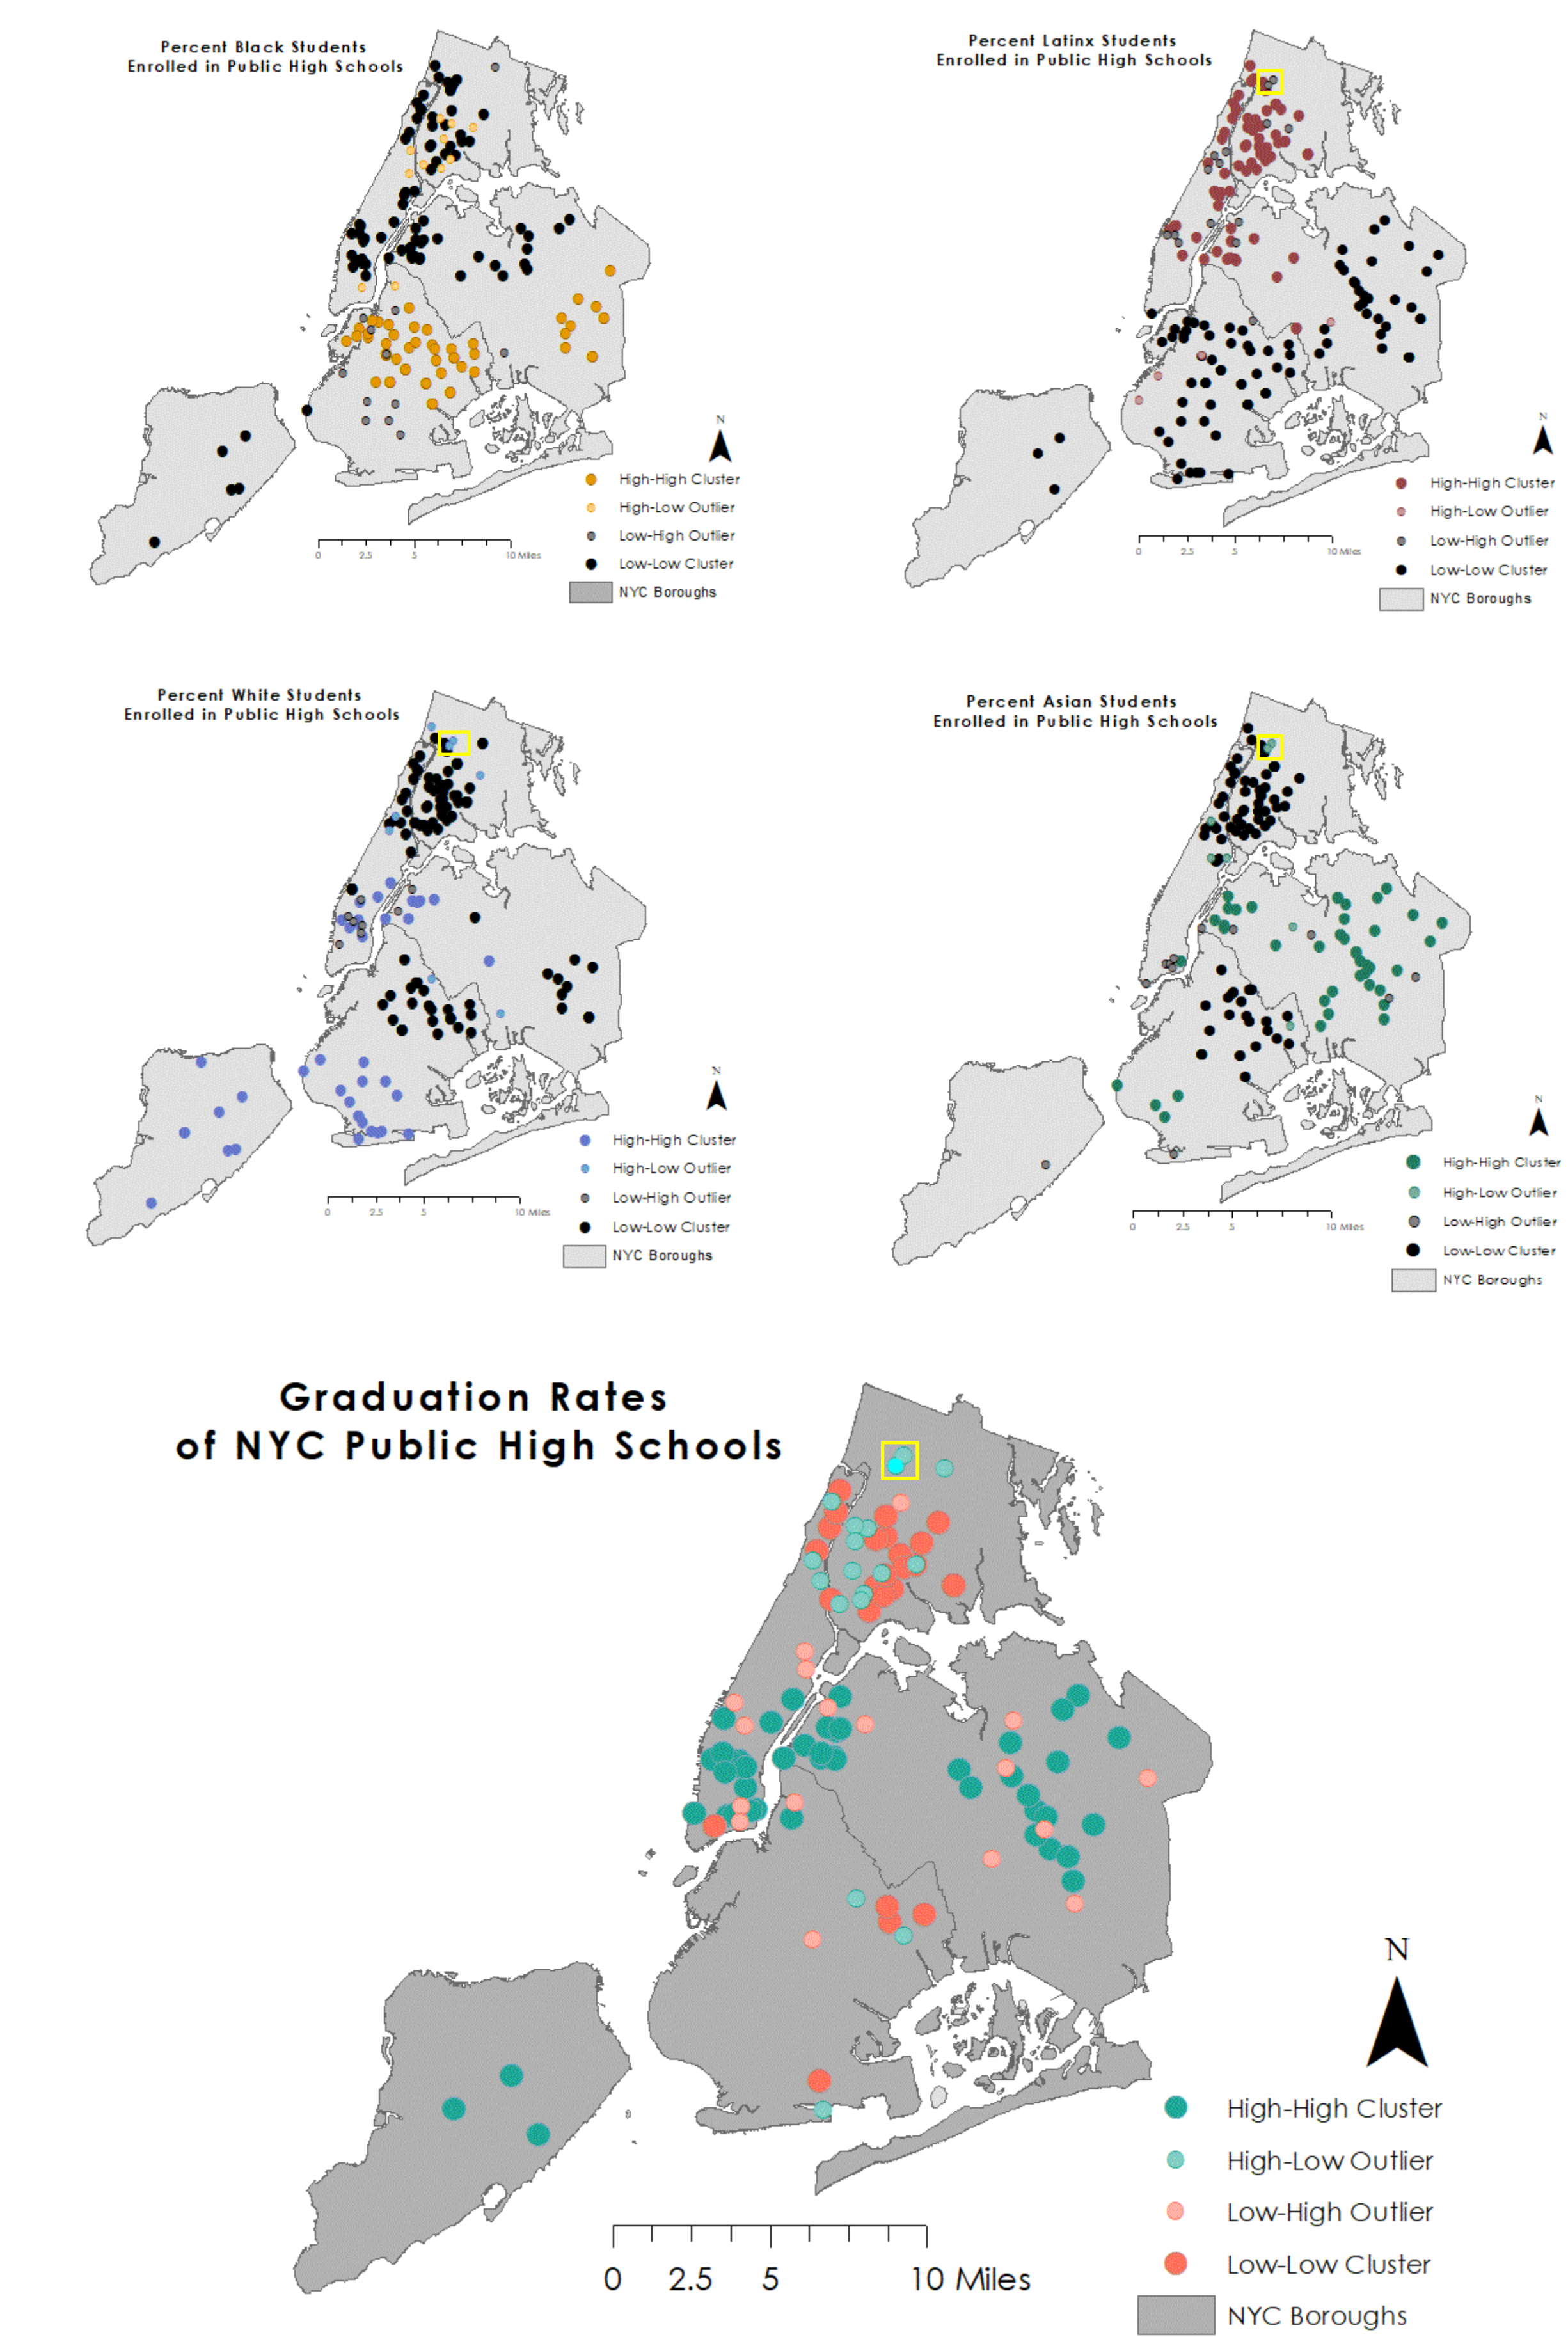 Percent Black Students
Enrolled in Public High Schools
N
High-High Cluster
High-Low Outlier
Low-High Outlier
Low-Low Cluster
NYC Boroughs
0 2.5 5 10 Miles
Percent Latinx Students
Enrolled in Public High Schools
N
High-High Cluster
High-Low Outlier
Low-High Outlier
Low-Low Cluster
NYC Boroughs
0 2.5 5 10 Miles
Percent White Students
Enrolled in Public High Schools
N
High-High Cluster
High-Low Outlier
Low-High Outlier
Low-Low Cluster
NYC Boroughs
0 2.5 5 10 Miles
Percent Asian Students
Enrolled in Public High Schools
N
High-High Cluster
High-Low Outlier
Low-High Outlier
Low-Low Cluster
NYC Boroughs
0 2.5 5 10 Miles
Graduation Rates
of NYC Public High Schools
N
High-High Cluster
High-Low Outlier
Low-High Outlier
Low-Low Cluster
NYC Boroughs
0 2.5 5 10 Miles